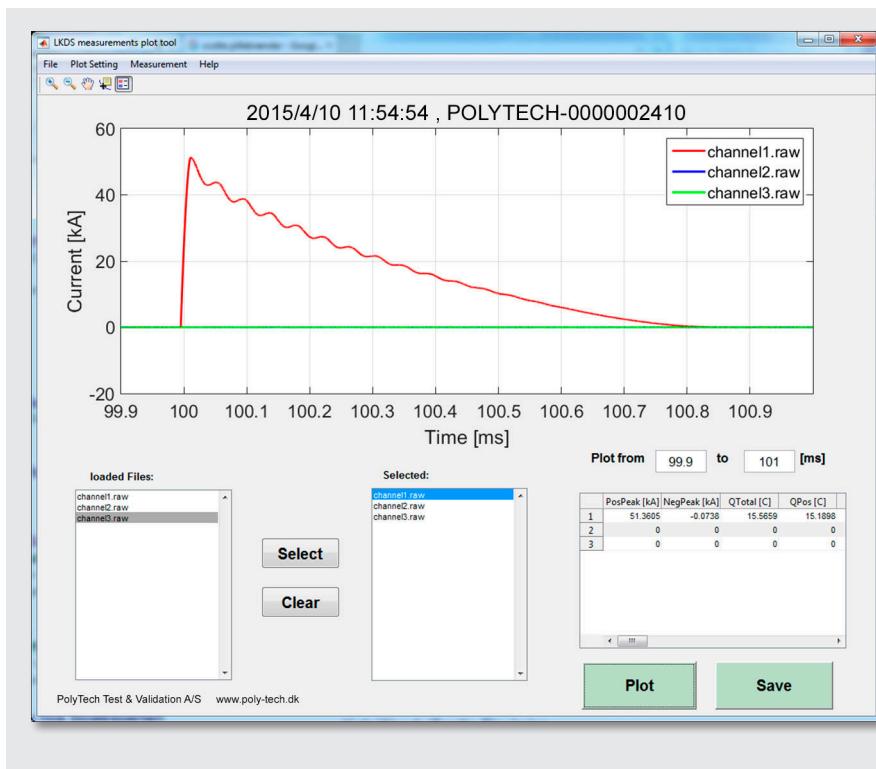 LKDS measurements plot tool
File Plot Setting Measurement Help
2015/4/10 11:54:54 , POLYTECH-0000002410
60
40
20
0
-20
Current [kA]
channel1.raw
channel2.raw
channel3.raw
99.9 100 100.1 100.2 100.3 100.4 100.5 100.6 100.7 100.8 100.9
Time [ms]
Plot from 99.9 to 101 [ms]
loaded Files:
channel1.raw
channel2.raw
channel3.raw
Select
Clear
Selected:
channel1.raw
channel2.raw
channel3.raw
PosPeak [kA] NegPeak [kA] QTotal [C] QPos [C]
1 51.3605 -0.0738 15.5659 15.1898
2 0 0 0 0
3 0 0 0 0
Plot
Save
PolyTech Test & Validation A/S www.poly-tech.dk